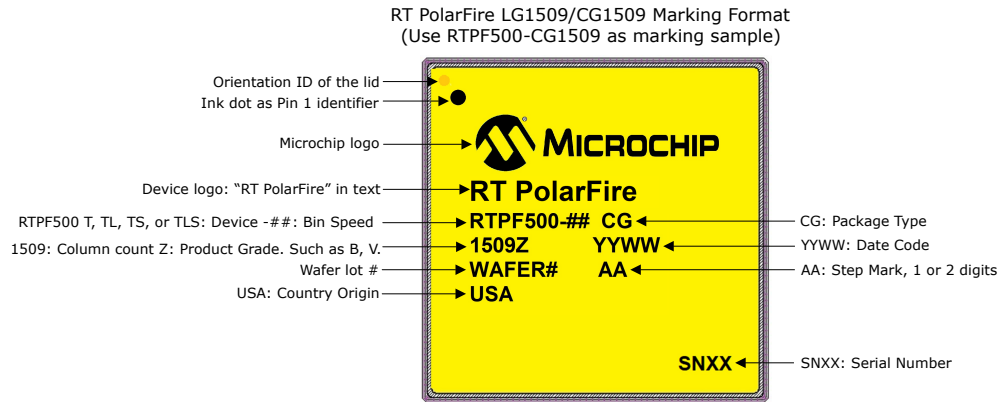 RT PolarFire LG1509/CG1509 Marking Format
(Use RTPF500-CG1509 as marking sample)
Orientation ID of the lid
Ink dot as Pin 1 identifier
Microchip logo
MICROCHIP
Device logo: “RT PolarFire” in text
RT PolarFire
RTPF500 T, TL, TS, or TLS: Device -##: Bin Speed
RTPF500-## CG
CG: Package Type
1509: Column count Z: Product Grade. Such as B, V.
1509Z YYWW
YYWW: Date Code
Wafer lot #
WAFER# AA
AA: Step Mark, 1 or 2 digits
USA: Country Origin
USA
SNXX
SNXX: Serial Number